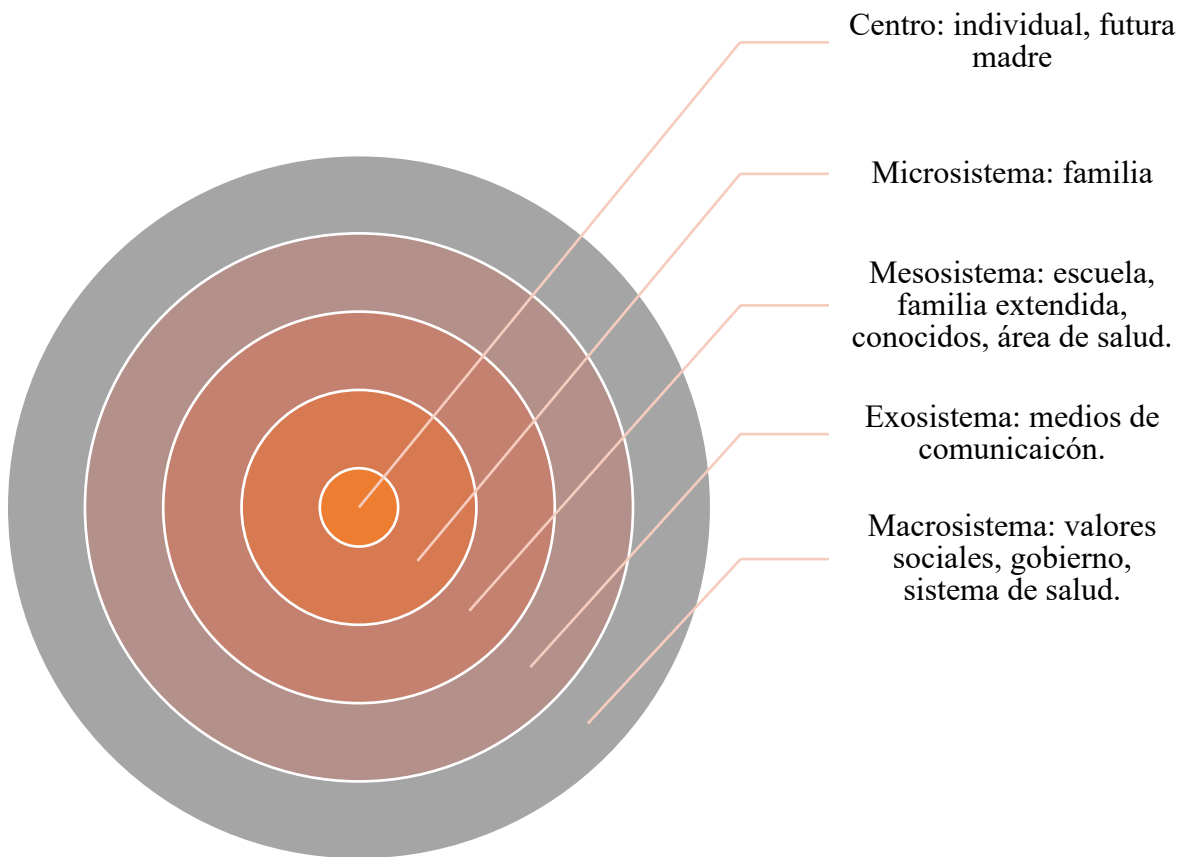 Centro: individual, futura
madre
Microsistema: familia
Mesosistema: escuela,
familia extendida,
conocidos, área de salud.
Exosistema: medios de
comunicaicón.
Macrosistema: valores
sociales, gobierno,
sistema de salud.